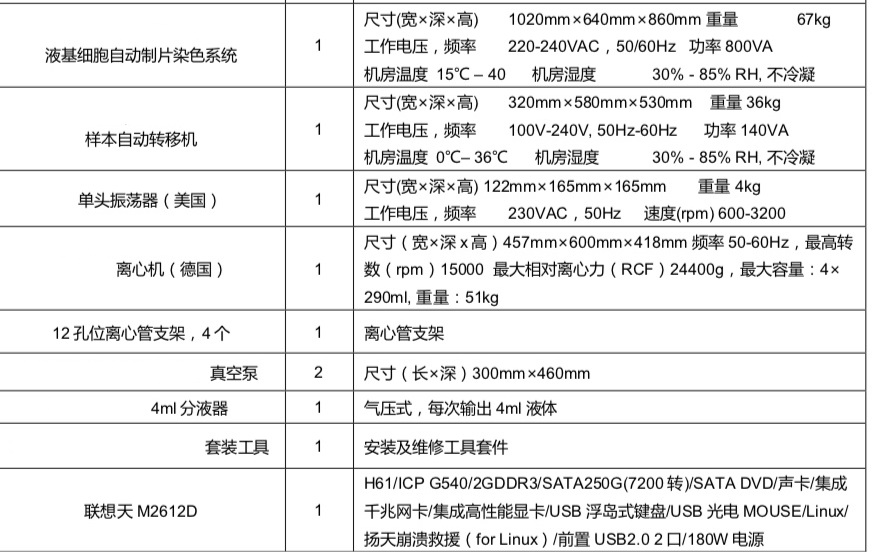 液基细胞自动制片染色系统 1 尺寸(宽×深×高) 1020mm×640mm×860mm 重量 67kg
工作电压，频率 220-240VAC，50/60Hz 功率 800VA
机房温度 15℃ – 40 机房湿度 30% - 85% RH, 不冷凝
样本自动转移机 1 尺寸(宽×深×高) 320mm×580mm×530mm 重量 36kg
工作电压，频率 100V-240V, 50Hz-60Hz 功率 140VA
机房温度 0℃– 36℃ 机房湿度 30% - 85% RH, 不冷凝
单头振荡器（美国） 1 尺寸(宽×深×高) 122mm×165mm×165mm 重量 4kg
工作电压，频率 230VAC，50Hz 速度(rpm) 600-3200
离心机（德国） 1 尺寸（宽×深 x 高）457mm×600mm×418mm 频率 50-60Hz，最高转
数（rpm）15000 最大相对离心力（RCF）24400g，最大容量：4×
290ml, 重量：51kg
12 孔位离心管支架，4 个 1 离心管支架
真空泵 2 尺寸（长×深）300mm×460mm
4ml 分液器 1 气压式，每次输出 4ml 液体
套装工具 1 安装及维修工具套件
联想天 M2612D 1 H61/ICP G540/2GDDR3/SATA250G(7200 转)/SATA DVD/声卡/集成
千兆网卡/集成高性能显卡/USB 浮岛式键盘/USB 光电 MOUSE/Linux/
扬天崩溃救援（for Linux）/前置 USB2.0 2 口/180W 电源